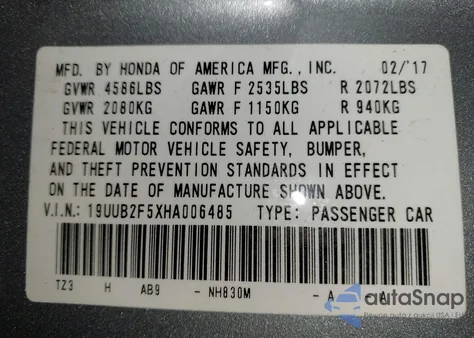 MFD. BY HONDA OF AMERICA MFG., INC. 02/'17
GVWR 4586LBS GAWR F 2535LBS R 2072LBS
GVWR 2080KG GAWR F 1150KG R 940KG
THIS VEHICLE CONFORMS TO ALL APPLICABLE
FEDERAL MOTOR VEHICLE SAFETY, BUMPER,
AND THEFT PREVENTION STANDARDS IN EFFECT
ON THE DATE OF MANUFACTURE SHOWN ABOVE.
V.I.N.: 19UUB2F5XHA006485 TYPE: PASSENGER CAR
TZ3 H AB9 - NH830M - A
autoSnap
USA i EU